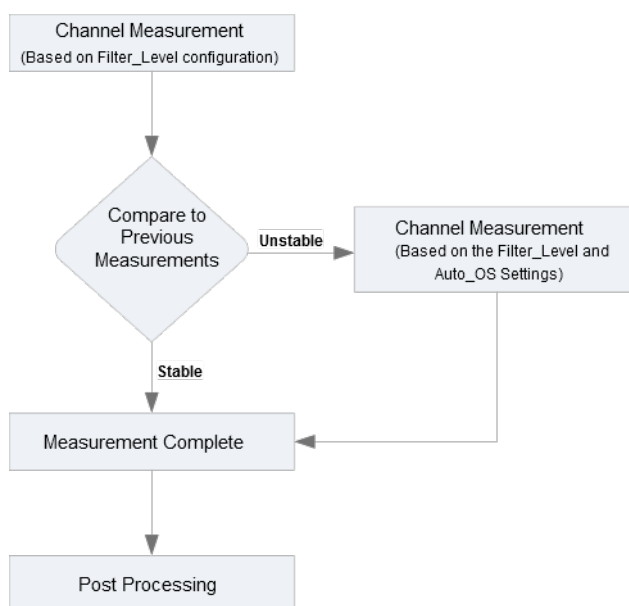 Channel Measurement
(Based on Filter_Level configuration)
Compare to
Previous
Measurements
Unstable
Channel Measurement
(Based on the Filter_Level and
Auto_OS Settings)
Stable
Measurement Complete
Post Processing